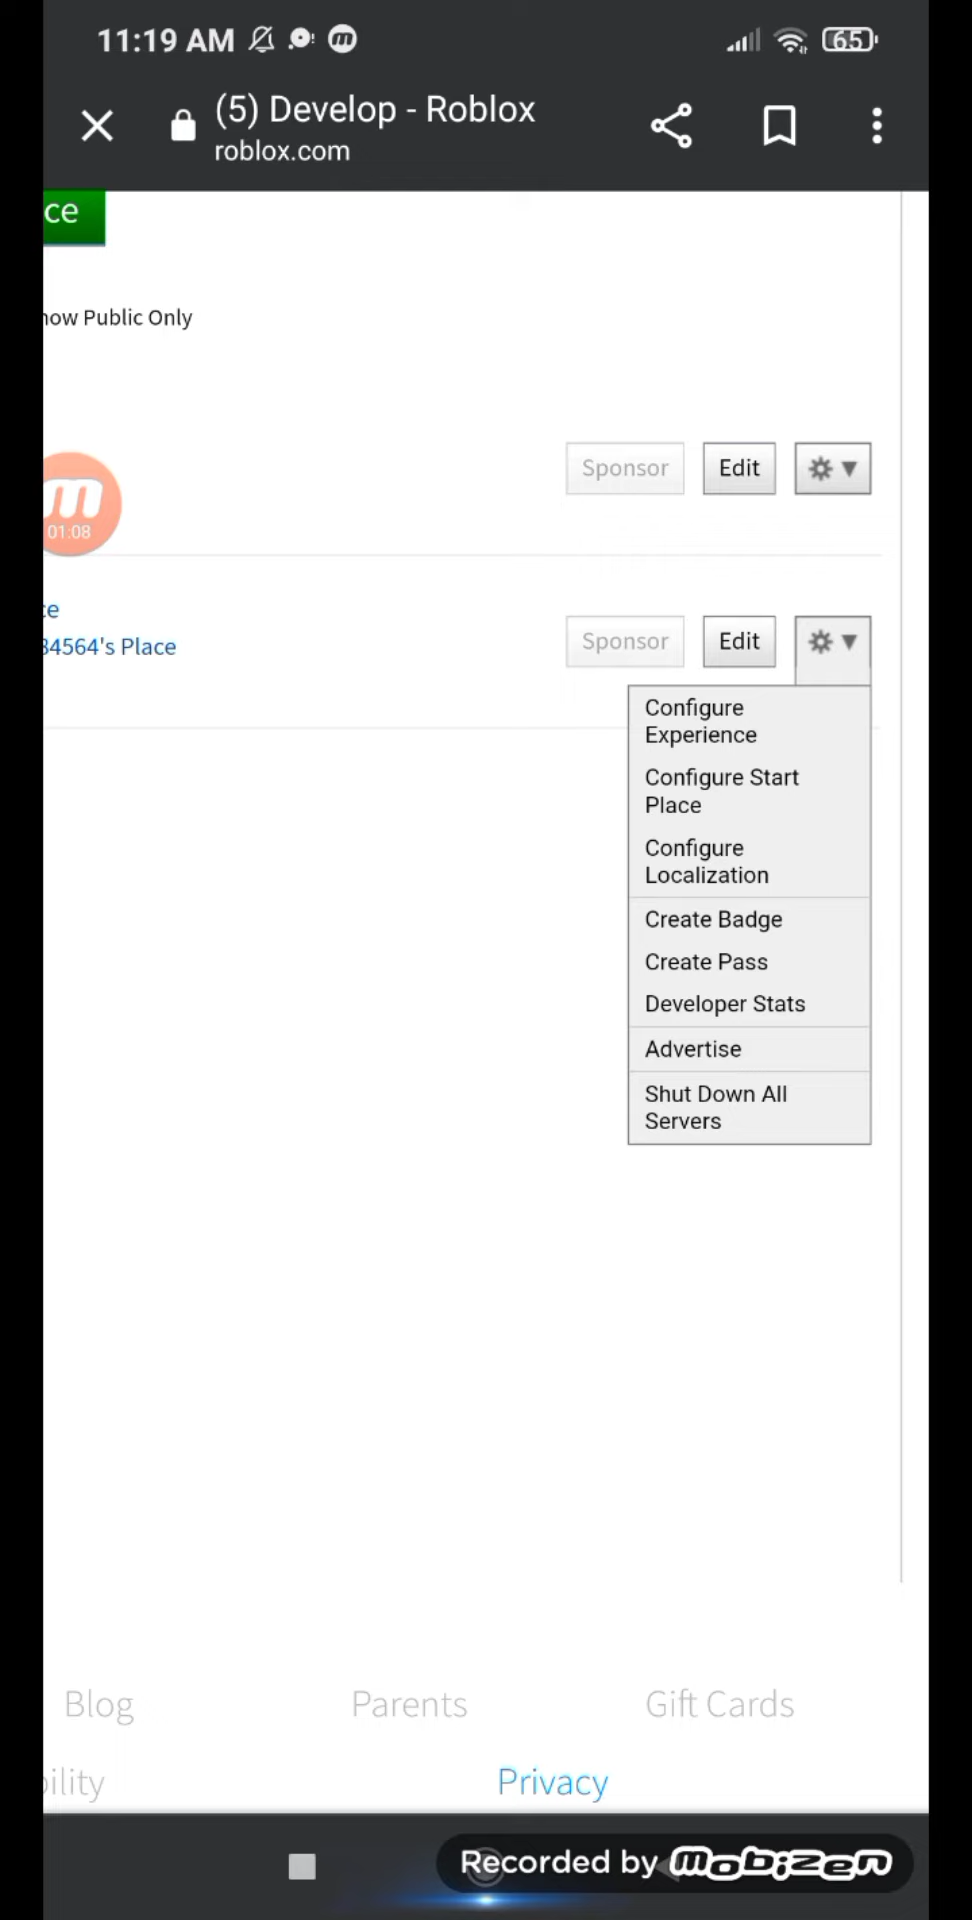 11:19 AM
65
(5) Develop - Roblox
roblox.com
ce
now Public Only
Sponsor
Edit
m
01:08
ce
34564's Place
Sponsor
Edit
Configure
Experience
Configure Start
Place
Configure
Localization
Create Badge
Create Pass
Developer Stats
Advertise
Shut Down All
Servers
Blog
Parents
Gift Cards
bility
Privacy
Recorded by mobizen